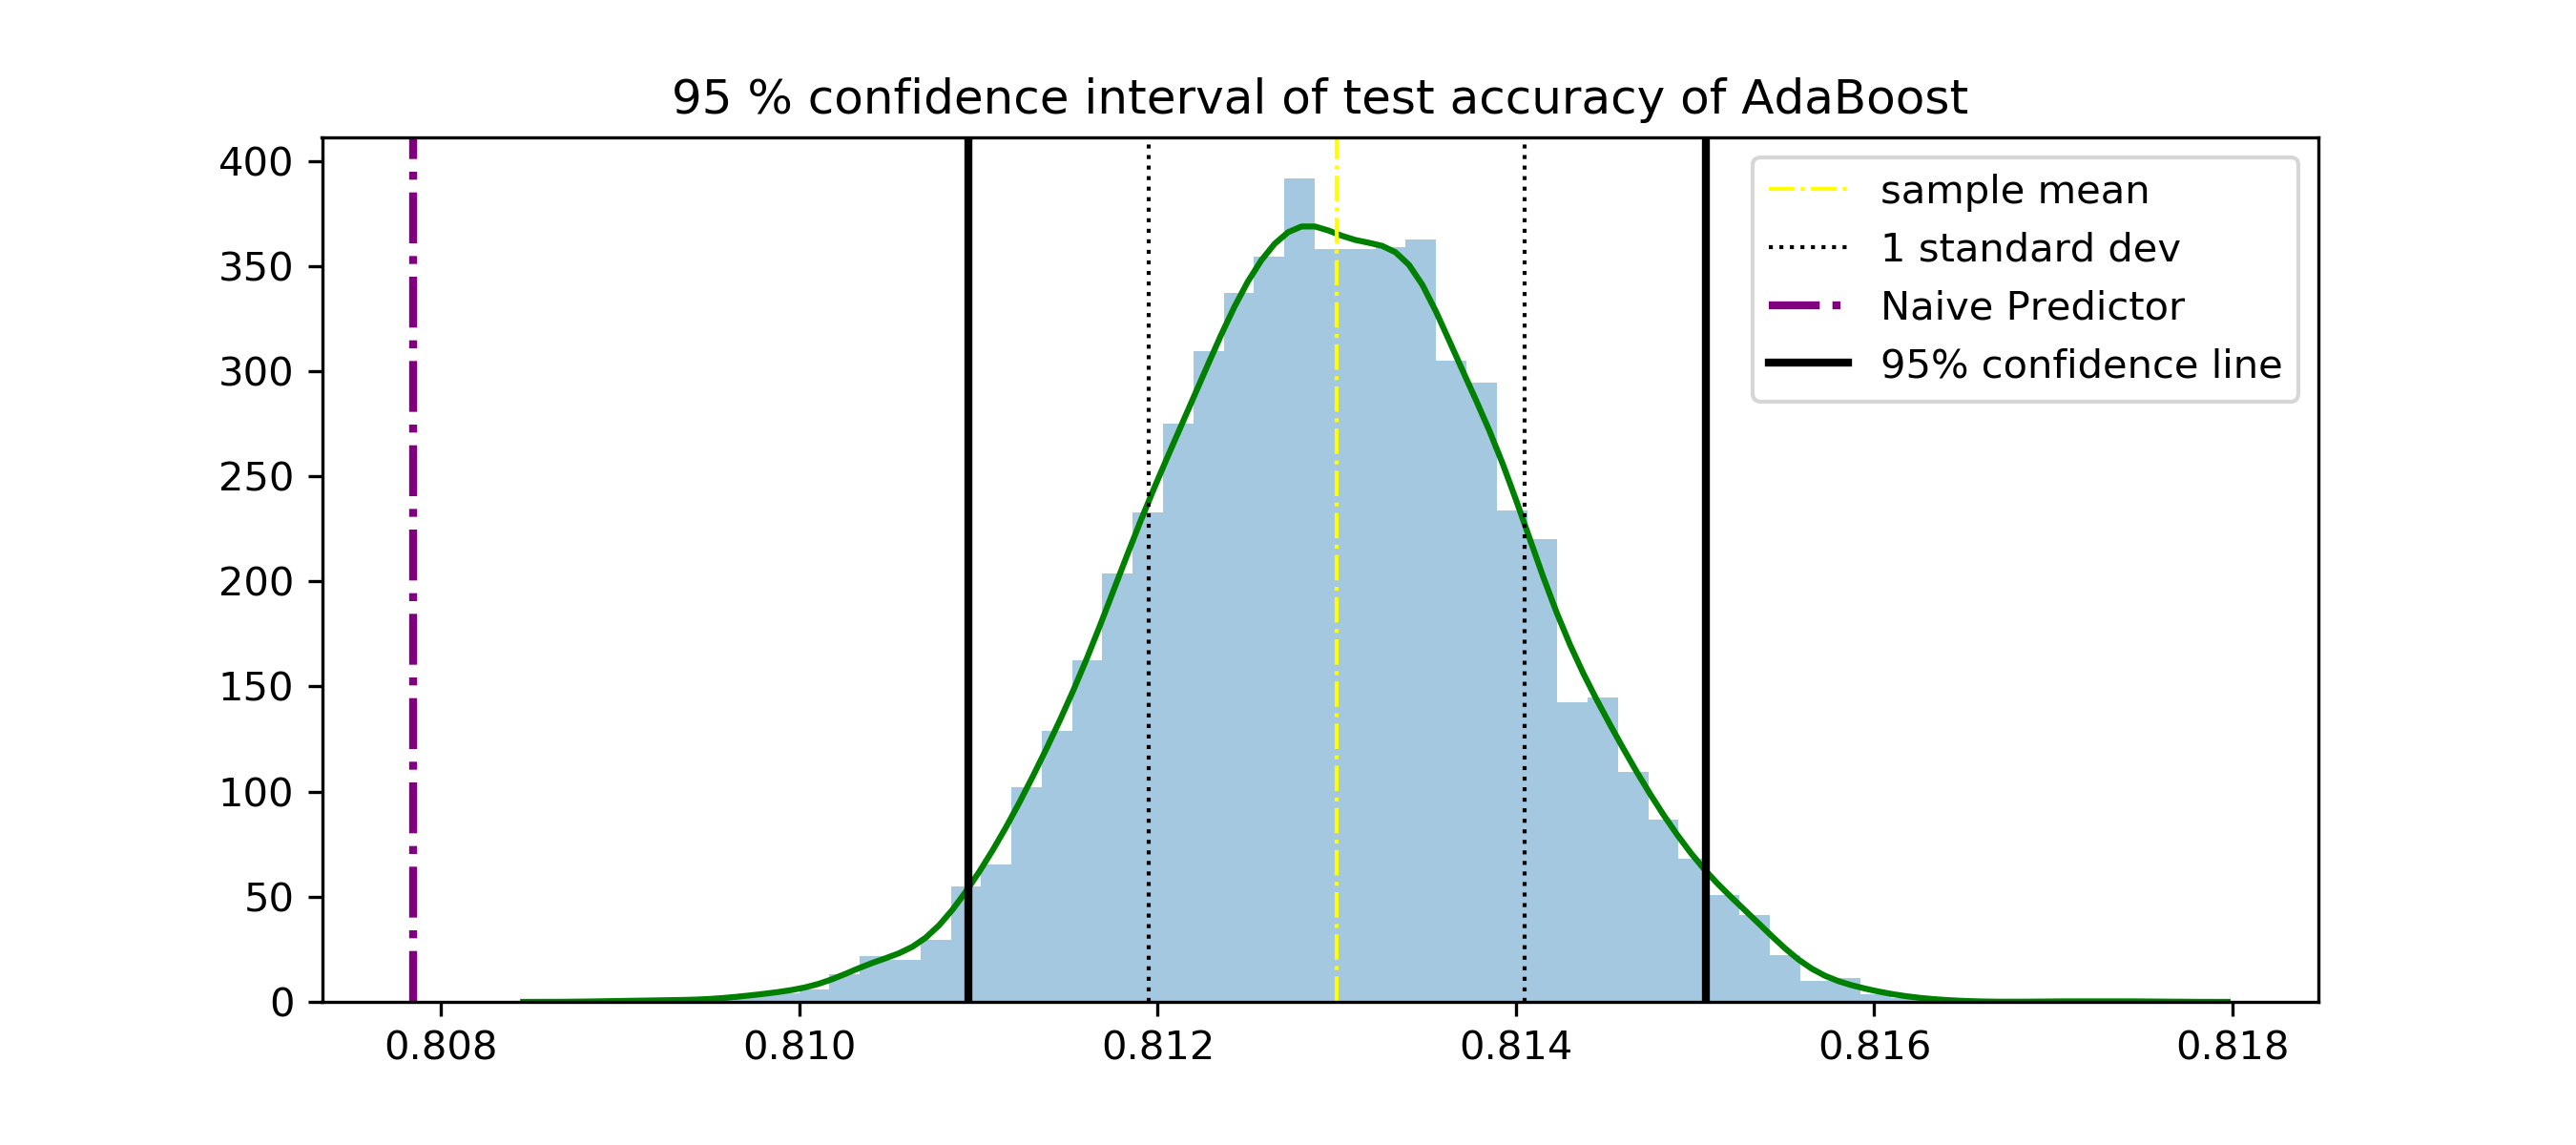 95 % confidence interval of test accuracy of AdaBoost
400
350
300
250
200
150
100
50
0
sample mean
1 standard dev
Naive Predictor
95% confidence line
0.808 0.810 0.812 0.814 0.816 0.818